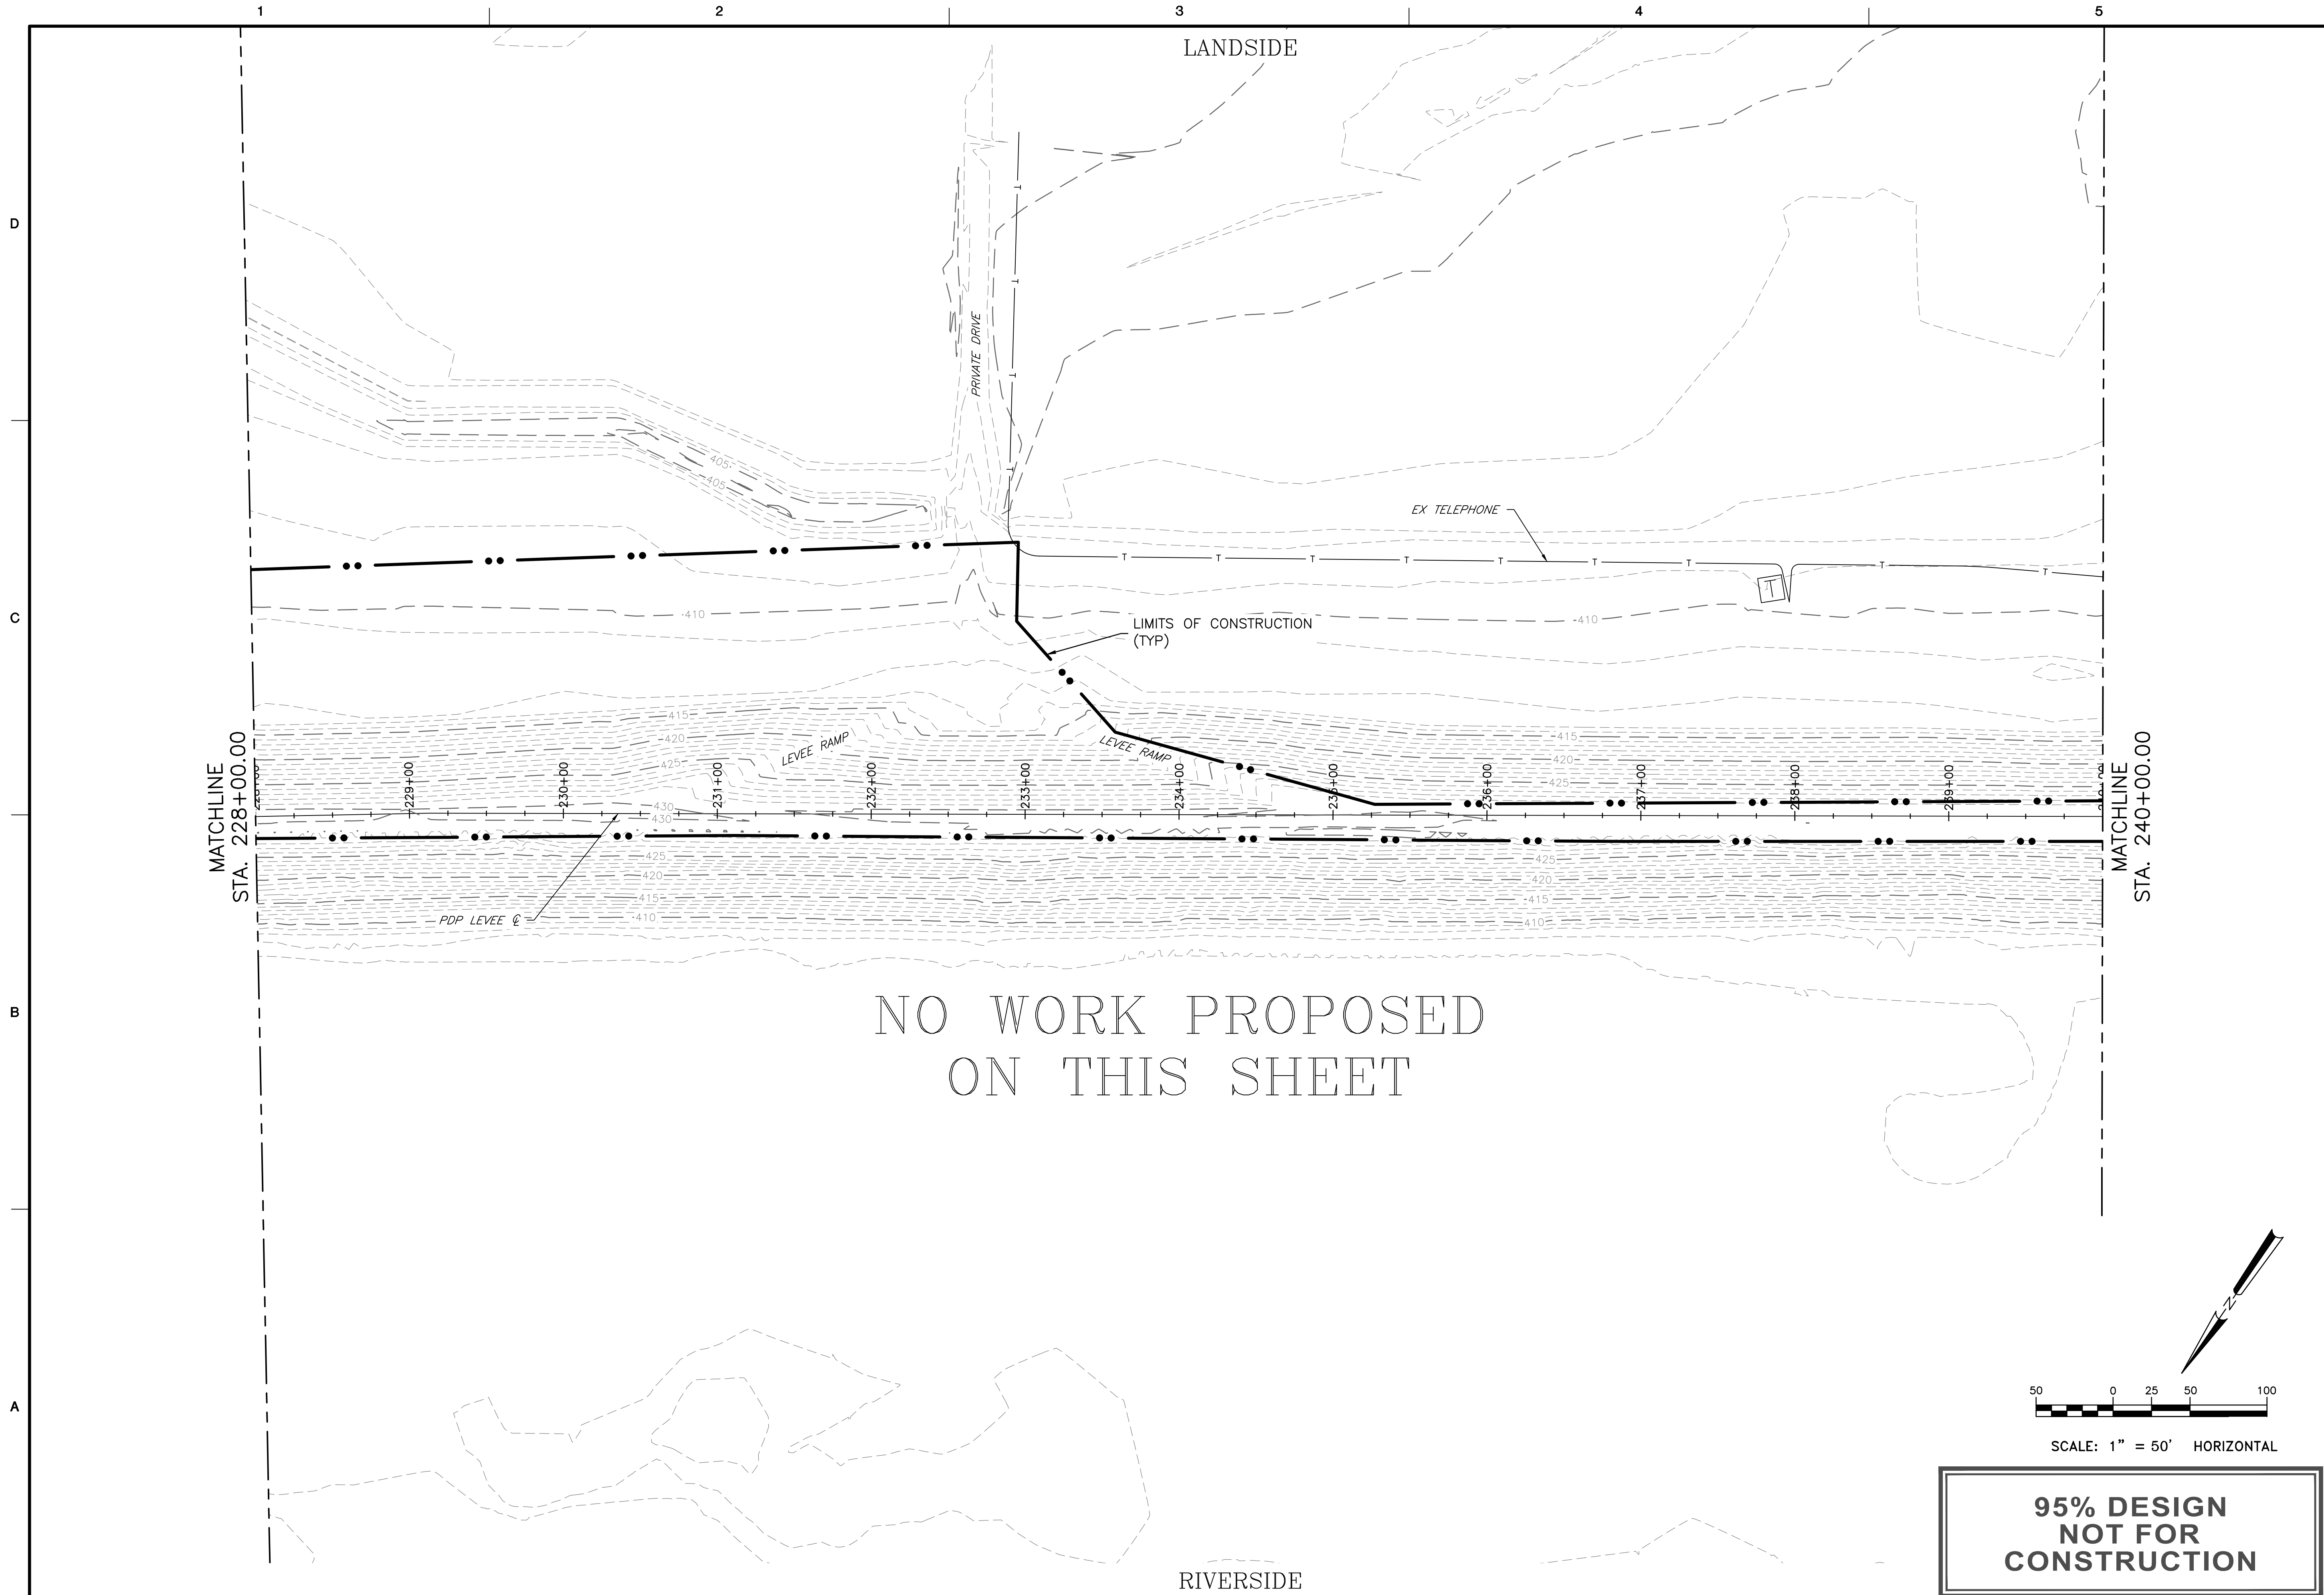 1 2 3 4 5
LANDSIDE
D
PRIVATE DRIVE
T
T
T
T
405
405
EX TELEPHONE
T T T T T T T T T
T
C
410
LIMITS OF CONSTRUCTION
(TYP)
410
415
420
425
LEVEE RAMP
LEVEE RAMP
415
420
425
MATCHLINE
STA. 228+00.00
229+00 230+00 231+00 232+00 233+00 234+00 235+00 236+00 237+00 238+00 239+00
MATCHLINE
STA. 240+00.00
430
430
425
420
415
410
425
420
415
410
PDP LEVEE ℄
B
NO WORK PROPOSED
ON THIS SHEET
N
A
50 0 25 50 100
SCALE: 1" = 50' HORIZONTAL
95% DESIGN
NOT FOR
CONSTRUCTION
RIVERSIDE